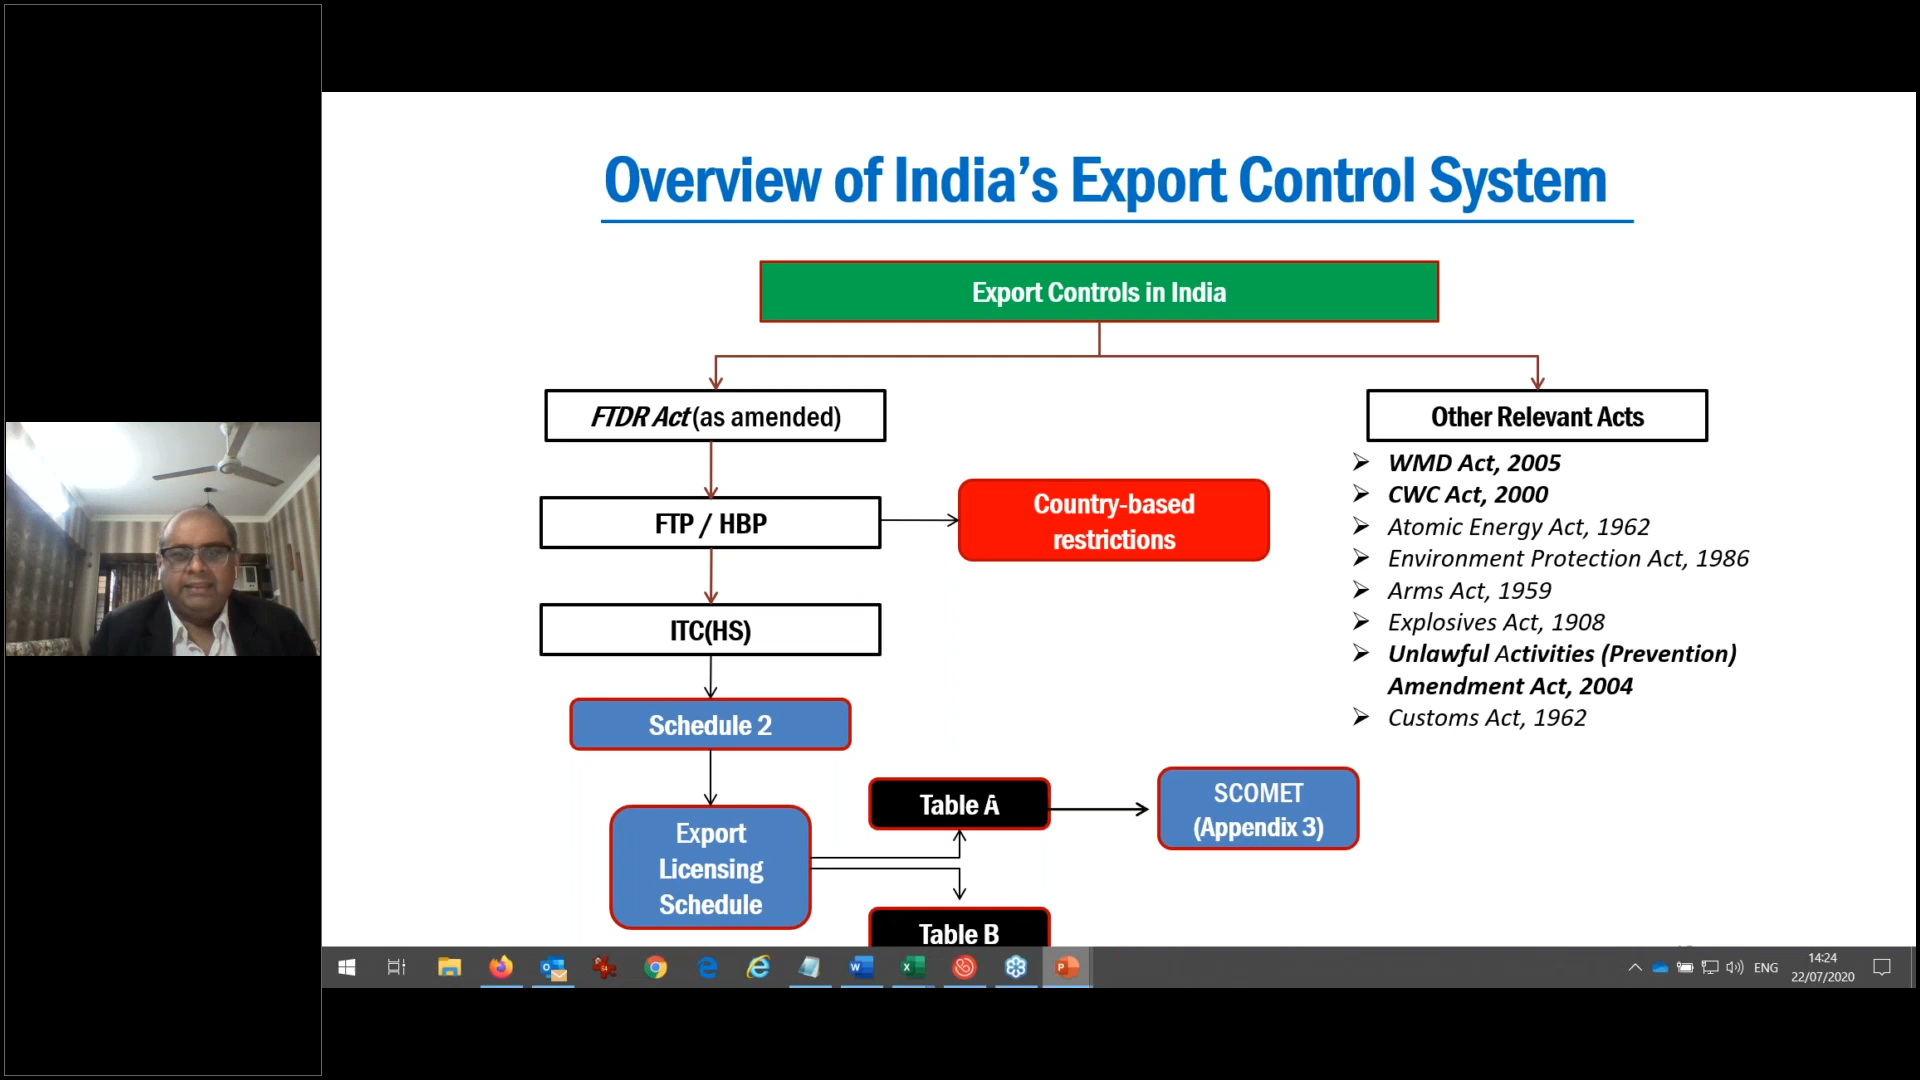 Overview of India’s Export Control System
Export Controls in India
FTDR Act (as amended)
FTP / HBP
Country-based
restrictions
ITC(HS)
Schedule 2
Export
Licensing
Schedule
Table A
Table B
SCOMET
(Appendix 3)
Other Relevant Acts
WMD Act, 2005
CWC Act, 2000
Atomic Energy Act, 1962
Environment Protection Act, 1986
Arms Act, 1959
Explosives Act, 1908
Unlawful Activities (Prevention)
Amendment Act, 2004
Customs Act, 1962
ENG
14:24
22/07/2020